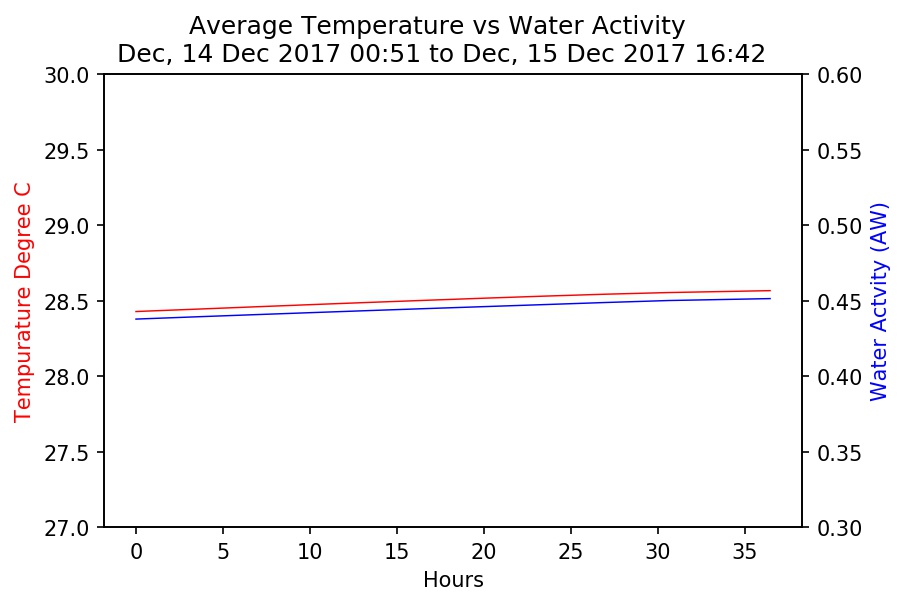 Average Temperature vs Water Activity
Dec, 14 Dec 2017 00:51 to Dec, 15 Dec 2017 16:42
30.0
29.5
29.0
28.5
28.0
27.5
27.0
Tempurature Degree C
0.60
0.55
0.50
0.45
0.40
0.35
0.30
Water Actvity (AW)
0 5 10 15 20 25 30 35
Hours